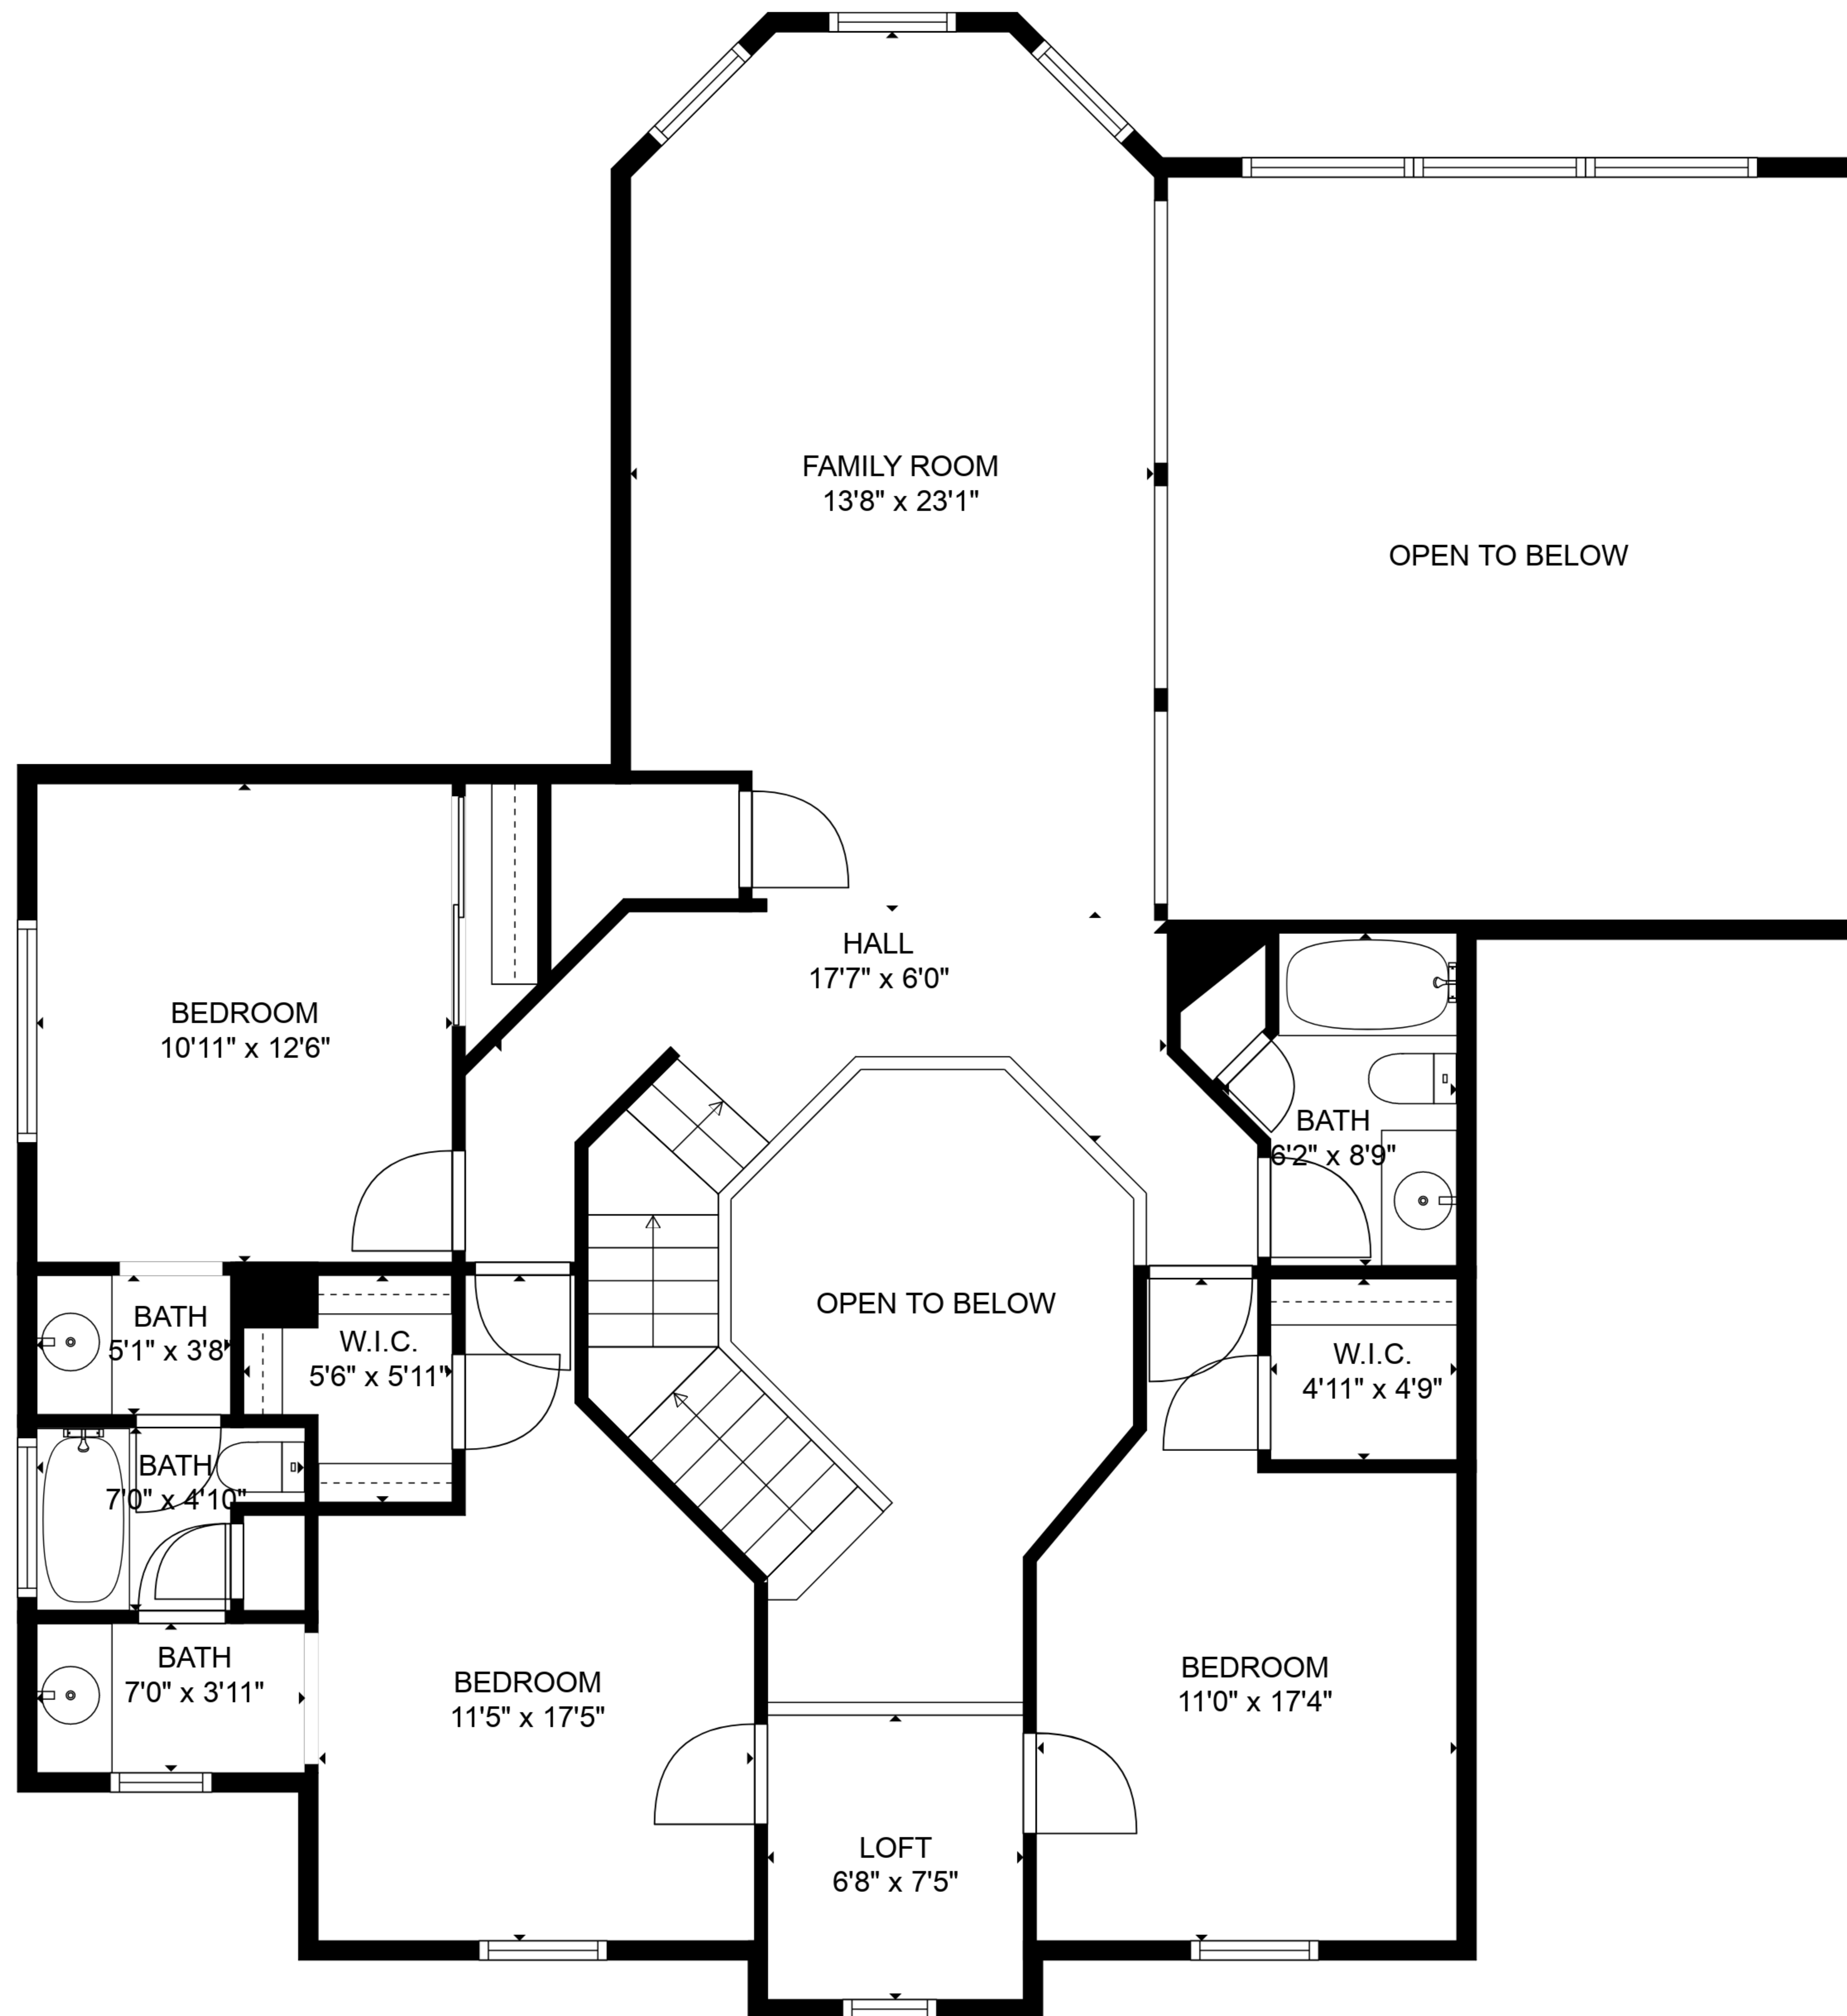 FAMILY ROOM
13'8" x 23'1"
OPEN TO BELOW
HALL
17'7" x 6'0"
BEDROOM
10'11" x 12'6"
BATH
6'2" x 8'9"
OPEN TO BELOW
BATH
5'1" x 3'8"
W.I.C.
5'6" x 5'11"
W.I.C.
4'11" x 4'9"
BATH
7'0" x 4'10"
BATH
7'0" x 3'11"
BEDROOM
11'5" x 17'5"
BEDROOM
11'0" x 17'4"
LOFT
6'8" x 7'5"